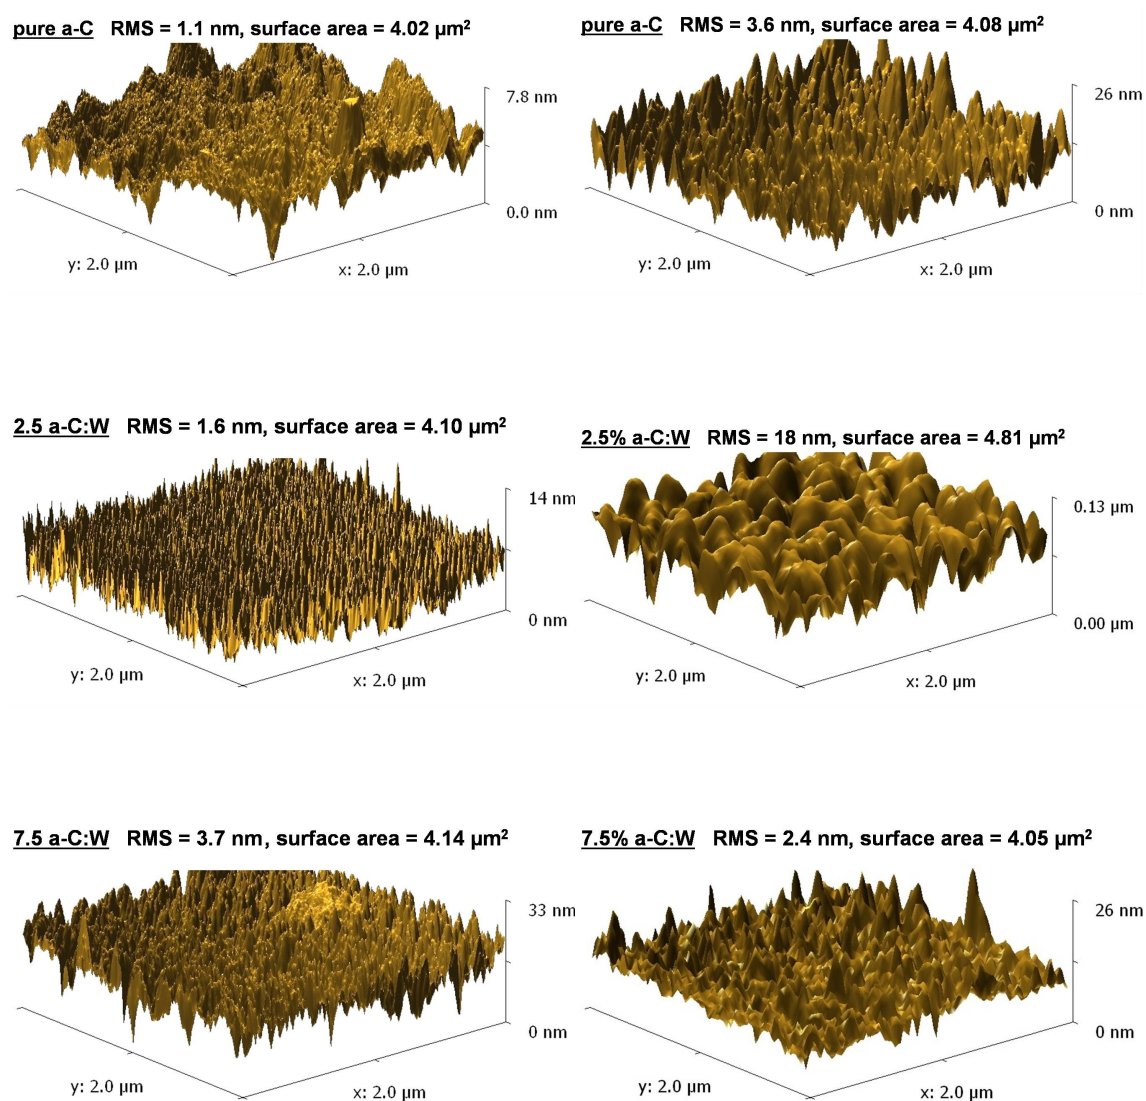 pure a-C RMS = 1.1 nm, surface area = 4.02 µm²
7.8 nm
0.0 nm
y: 2.0 µm
x: 2.0 µm
pure a-C RMS = 3.6 nm, surface area = 4.08 µm²
26 nm
0 nm
y: 2.0 µm
x: 2.0 µm
2.5 a-C:W RMS = 1.6 nm, surface area = 4.10 µm²
14 nm
0 nm
y: 2.0 µm
x: 2.0 µm
2.5% a-C:W RMS = 18 nm, surface area = 4.81 µm²
0.13 µm
0.00 µm
y: 2.0 µm
x: 2.0 µm
7.5 a-C:W RMS = 3.7 nm, surface area = 4.14 µm²
33 nm
0 nm
y: 2.0 µm
x: 2.0 µm
7.5% a-C:W RMS = 2.4 nm, surface area = 4.05 µm²
26 nm
0 nm
y: 2.0 µm
x: 2.0 µm